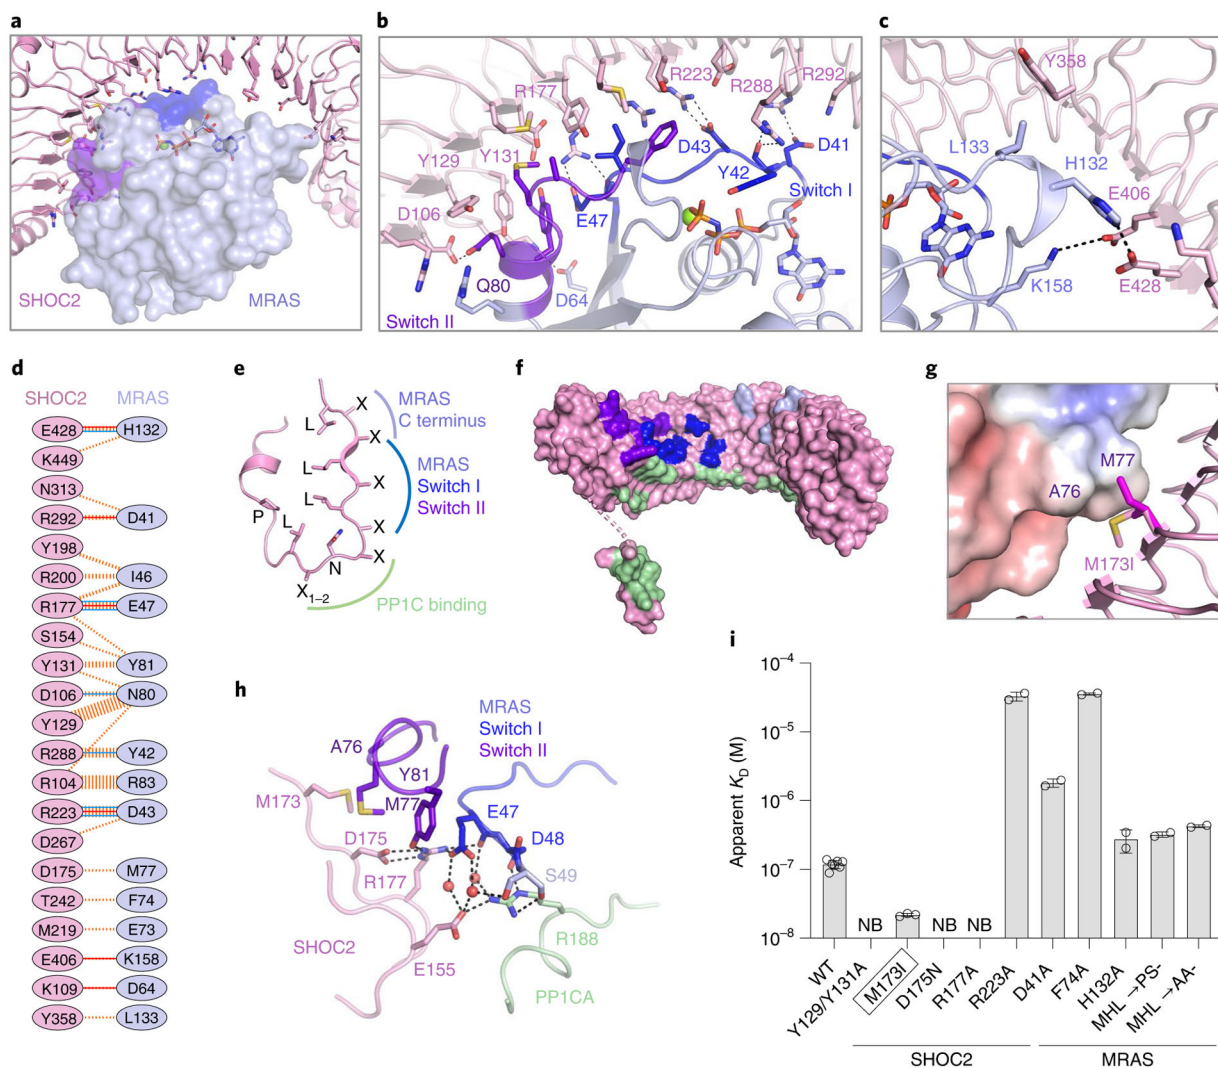 a
SHOC2
MRAS
b
R223
R288
R292
R177
Y129
Y131
D43
D41
Y42
Switch I
D106
E47
Q80
D64
Switch II
c
Y358
L133
H132
E406
K158
E428
d
SHOC2 MRAS
E428 H132
K449
N313
R292 D41
Y198
R200 I46
R177 E47
S154
Y131 Y81
D106 N80
Y129
R288 Y42
R104 R83
R223 D43
D267
D175 M77
T242 F74
M219 E73
E406 K158
K109 D64
Y358 L133
e
X
L
X
L
X
L
X
P
L
X
N
X1–2
MRAS
C terminus
MRAS
Switch I
Switch II
PP1C binding
f
g
M77
A76
M173I
h
MRAS
Switch I
Switch II
A76
Y81
M173
M77
E47
D48
D175
S49
R177
R188
SHOC2
E155
PP1CA
i
Apparent KD (M)
10−4
10−5
10−6
10−7
10−8
NB
NB
NB
WT
Y129/Y131A
M173I
D175N
R177A
R223A
D41A
F74A
H132A
MHL →PS-
MHL →AA-
SHOC2
MRAS